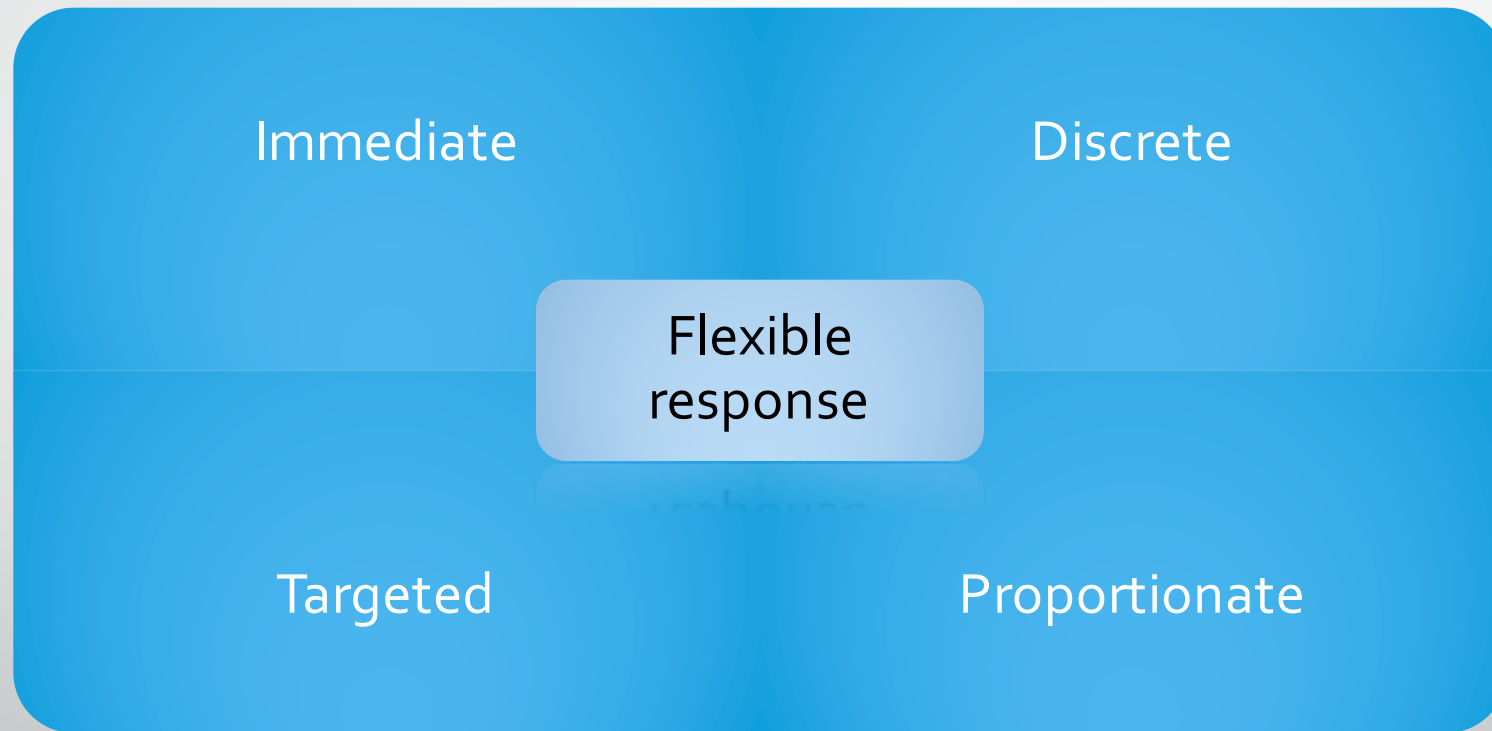 Immediate
Discrete
Flexible
response
Targeted
Proportionate